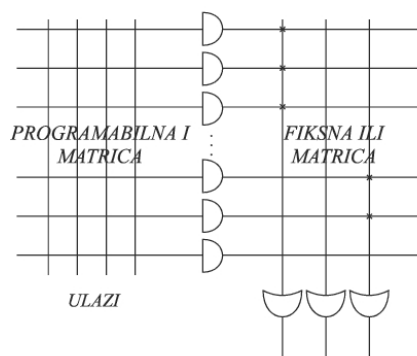 PROGRAMABILNA I
MATRICA
FIKSNA ILI
MATRICA
ULAZI